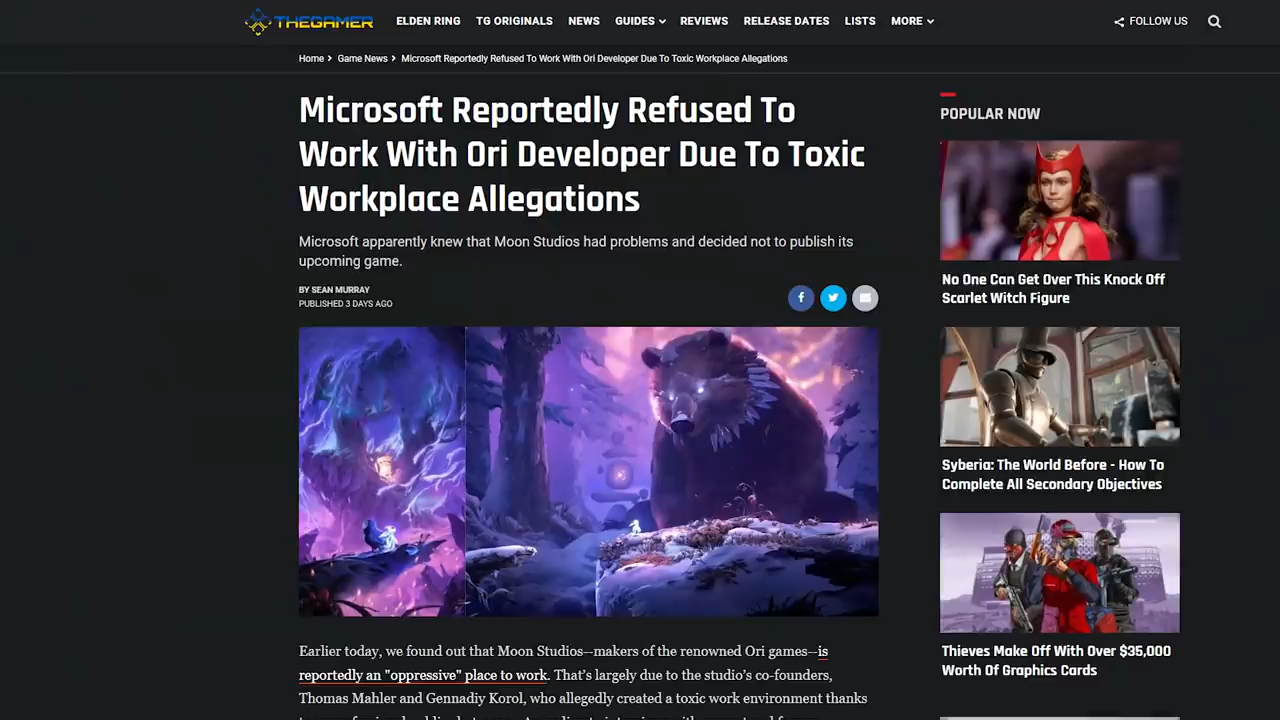 THEGAMER
ELDEN RING TG ORIGINALS NEWS GUIDES REVIEWS RELEASE DATES LISTS MORE FOLLOW US
Home > Game News > Microsoft Reportedly Refused To Work With Ori Developer Due To Toxic Workplace Allegations
Microsoft Reportedly Refused To
Work With Ori Developer Due To Toxic
Workplace Allegations
Microsoft apparently knew that Moon Studios had problems and decided not to publish its
upcoming game.
BY SEAN MURRAY
PUBLISHED 3 DAYS AGO
Earlier today, we found out that Moon Studios--makers of the renowned Ori games--is
reportedly an "oppressive" place to work. That's largely due to the studio's co-founders,
Thomas Mahler and Gennadiy Korol, who allegedly created a toxic work environment thanks
POPULAR NOW
No One Can Get Over This Knock Off
Scarlet Witch Figure
Syberia: The World Before - How To
Complete All Secondary Objectives
Thieves Make Off With Over $35,000
Worth Of Graphics Cards